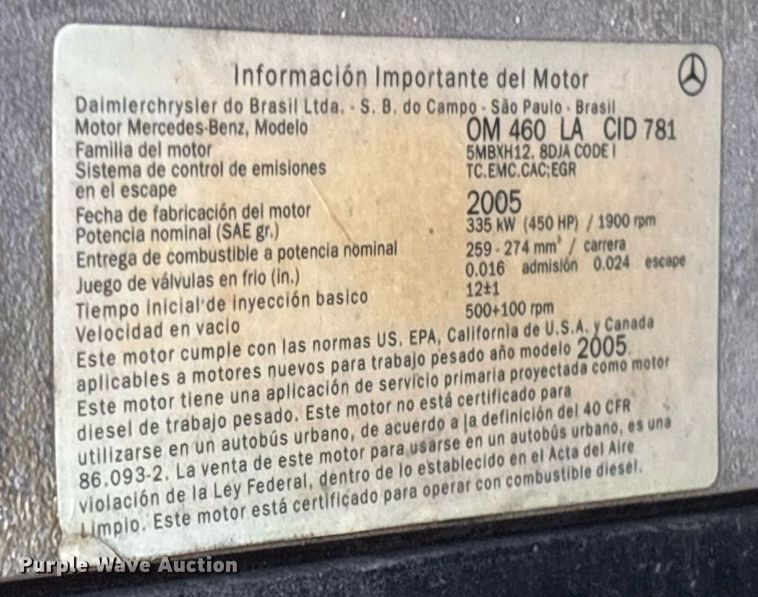 Información Importante del Motor
Daimlerchrysler do Brasil Ltda. - S. B. do Campo - São Paulo - Brasil
Motor Mercedes-Benz, Modelo OM 460 LA CID 781
Familia del motor 5MBXH12. 8DJA CODE I
Sistema de control de emisiones TC.EMC.CAC;EGR
en el escape
Fecha de fabricación del motor 2005
Potencia nominal (SAE gr.) 335 kW (450 HP) / 1900 rpm
Entrega de combustible a potencia nominal 259 - 274 mm³ / carrera
Juego de válvulas en frio (in.) 0.016 admisión 0.024 escape
Tiempo inicial de inyección basico 12±1
Velocidad en vacio 500+100 rpm
Este motor cumple con las normas US, EPA, California de U.S.A. y Canada
aplicables a motores nuevos para trabajo pesado año modelo 2005
Este motor tiene una aplicación de servicio primaria proyectada como motor
diesel de trabajo pesado. Este motor no está certificado para
utilizarse en un autobús urbano, de acuerdo a la definición del 40 CFR
86.093-2. La venta de este motor para usarse en un autobús urbano, es una
violación de la Ley Federal, dentro de lo establecido en el Acta del Aire
Limpio. Este motor está certificado para operar con combustible diesel.
Purple Wave Auction